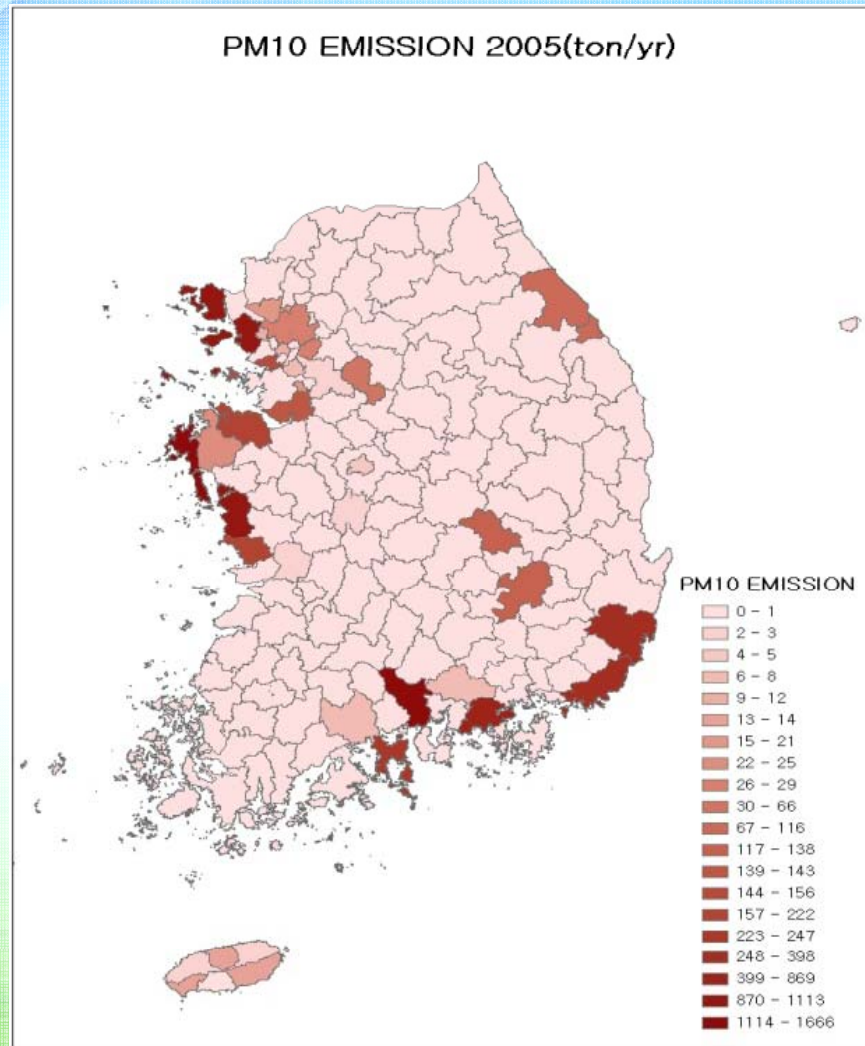 PM10 EMISSION 2005(ton/yr)
PM10 EMISSION
0 - 1
2 - 3
4 - 5
6 - 8
9 - 12
13 - 14
15 - 21
22 - 25
26 - 29
30 - 66
67 - 116
117 - 138
139 - 143
144 - 156
157 - 222
223 - 247
248 - 398
399 - 869
870 - 1113
1114 - 1666